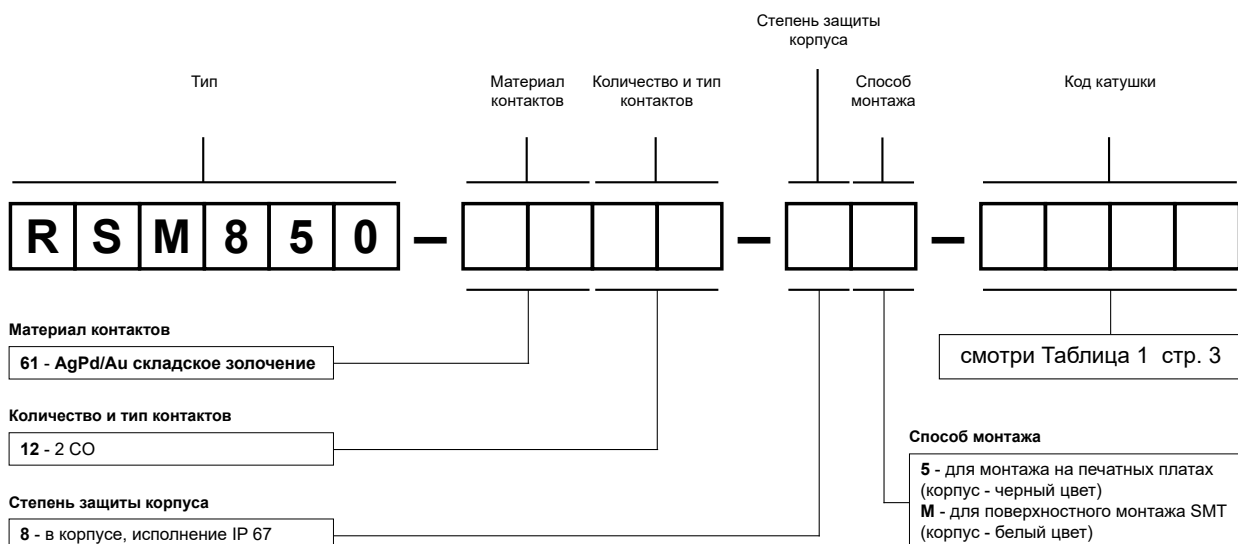 Степень защиты
корпуса
Тип
Материал
контактов
Количество и тип
контактов
Способ
монтажа
Код катушки
RSM850 – –  –
Материал контактов
61 - AgPd/Au складское золочение
смотри Таблица 1 стр. 3
Количество и тип контактов
12 - 2 CO
Способ монтажа
5 - для монтажа на печатных платах
(корпус - черный цвет)
M - для поверхностного монтажа SMT
(корпус - белый цвет)
Степень защиты корпуса
8 - в корпусе, исполнение IP 67